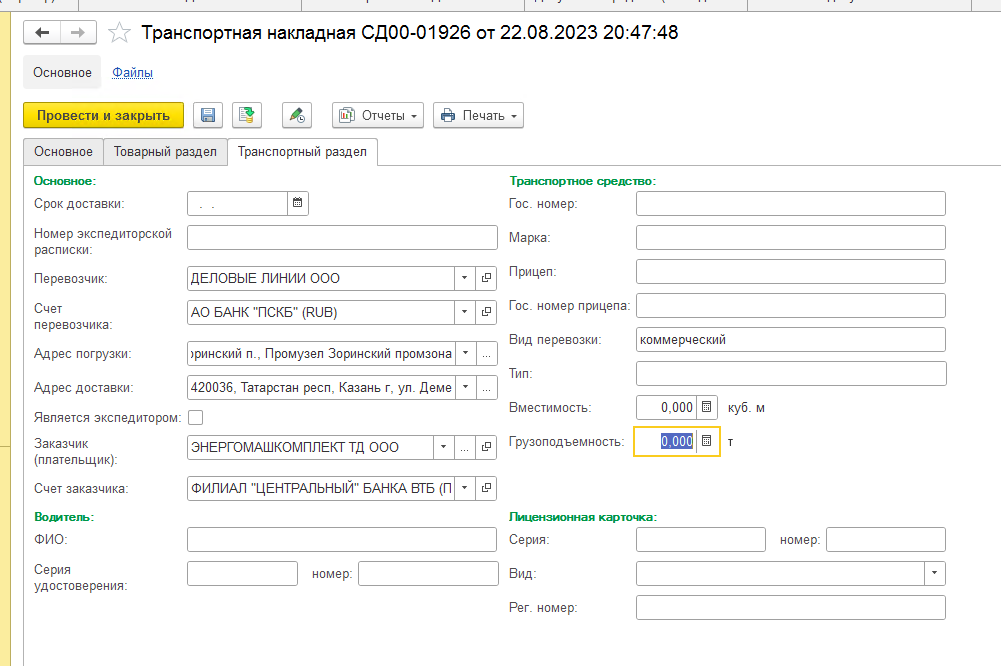 Транспортная накладная СД00-01926 от 22.08.2023 20:47:48
Основное Файлы
Провести и закрыть Отчеты Печать
Основное Товарный раздел Транспортный раздел
Основное:
Срок доставки: . .
Номер экспедиторской
расписки:
Перевозчик: ДЕЛОВЫЕ ЛИНИИ ООО
Счет
перевозчика:
АО БАНК "ПСКБ" (RUB)
Адрес погрузки: оринский п., Промузел Зоринский промзона ...
Адрес доставки: 420036, Татарстан респ, Казань г, ул. Деме ...
Является экспедитором:
Заказчик
(плательщик):
ЭНЕРГОМАШКОМПЛЕКТ ТД ООО ...
Счет заказчика: ФИЛИАЛ "ЦЕНТРАЛЬНЫЙ" БАНКА ВТБ (П
Водитель:
ФИО:
Серия
удостоверения:
номер:
Транспортное средство:
Гос. номер:
Марка:
Прицеп:
Гос. номер прицепа:
Вид перевозки: коммерческий
Тип:
Вместимость: 0,000 куб. м
Грузоподъемность: 0,000 т
Лицензионная карточка:
Серия: номер:
Вид:
Рег. номер: